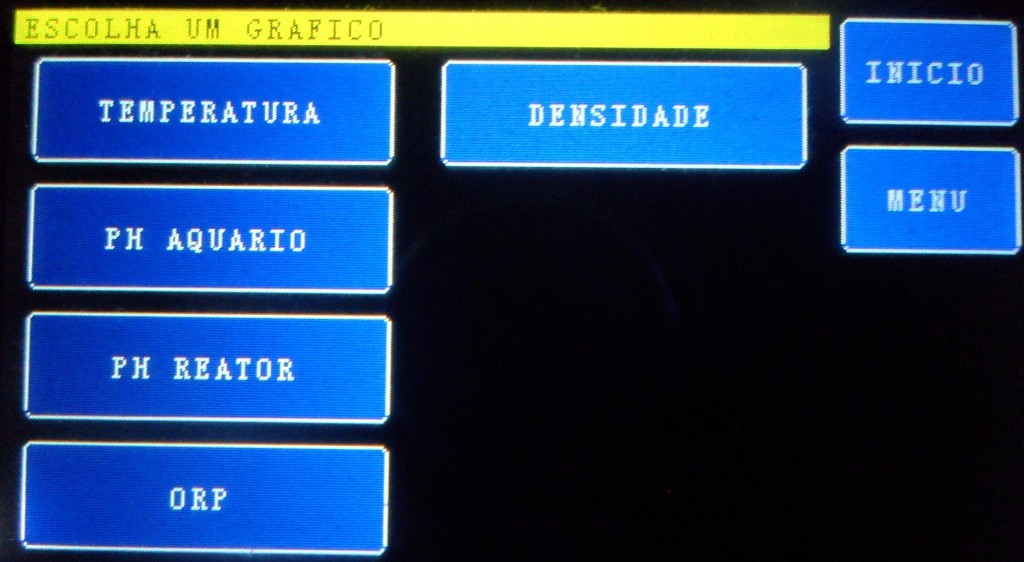 ESCOLHA UM GRAFICO
TEMPERATURA
DENSIDADE
INICIO
PH AQUARIO
MENU
PH REATOR
ORP